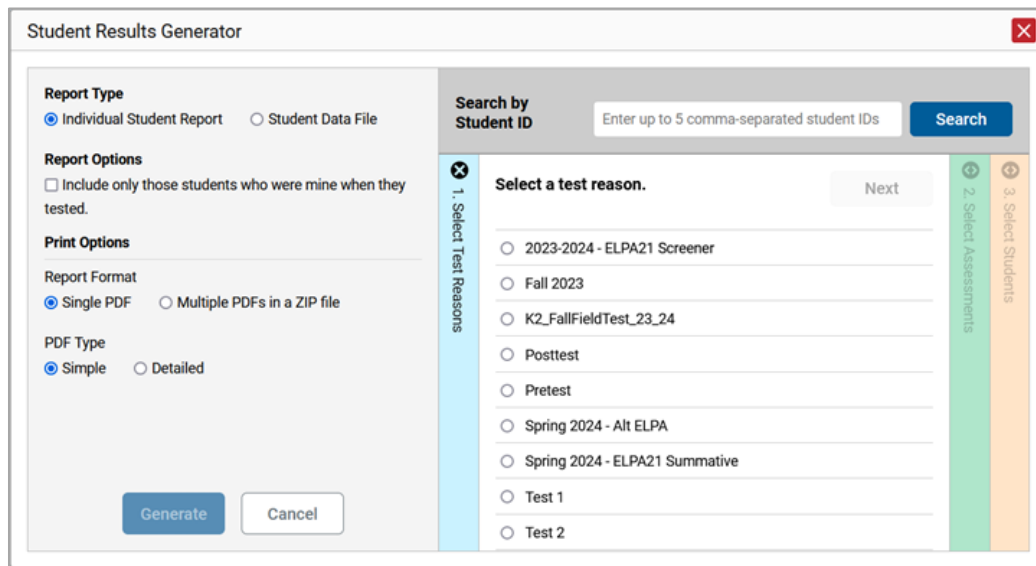 Student Results Generator
Report Type
Individual Student Report
Student Data File
Report Options
Include only those students who were mine when they
tested.
Print Options
Report Format
Single PDF
Multiple PDFs in a ZIP file
PDF Type
Simple
Detailed
Generate
Cancel
Search by
Student ID
Enter up to 5 comma-separated student IDs
Search
1. Select Test Reasons
Select a test reason.
Next
2023-2024 - ELPA21 Screener
Fall 2023
K2_FallFieldTest_23_24
Posttest
Pretest
Spring 2024 - Alt ELPA
Spring 2024 - ELPA21 Summative
Test 1
Test 2
2. Select Assessments
3. Select Students